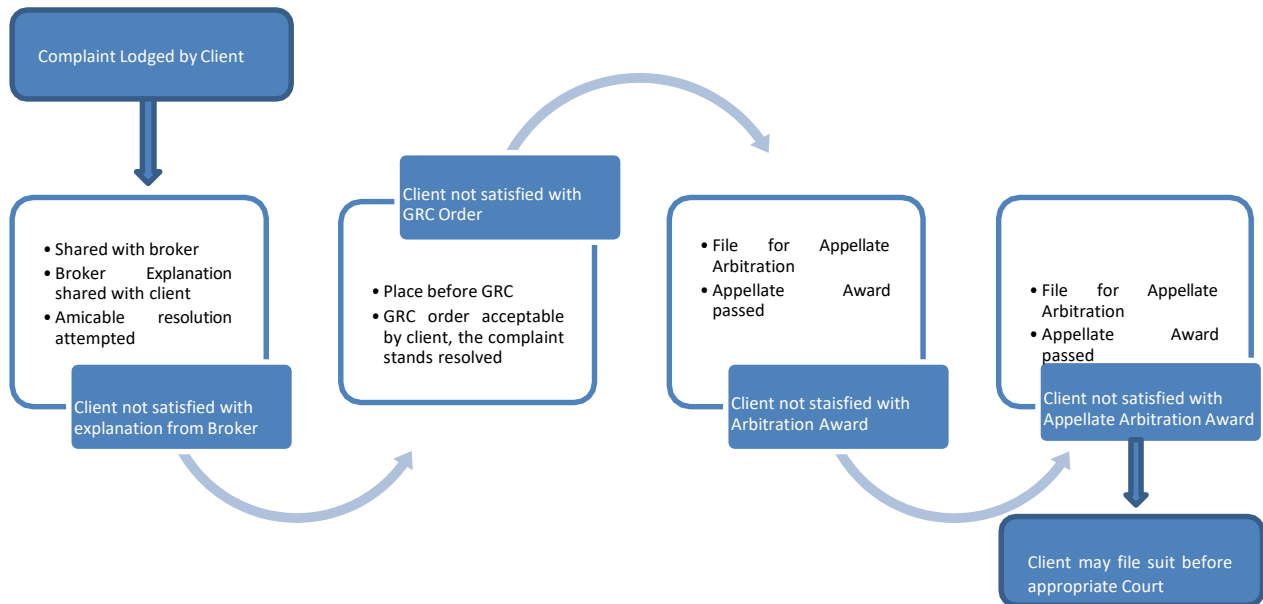 Complaint Lodged by Client
• Shared with broker
• Broker Explanation
shared with client
• Amicable resolution
attempted
Client not satisfied with
explanation from Broker
Client not satisfied with
GRC Order
• Place before GRC
• GRC order acceptable
by client, the complaint
stands resolved
• File for Appellate
Arbitration
• Appellate Award
passed
Client not staisfied with
Arbitration Award
• File for Appellate
Arbitration
• Appellate Award
passed
Client not satisfied with
Appellate Arbitration Award
Client may file suit before
appropriate Court